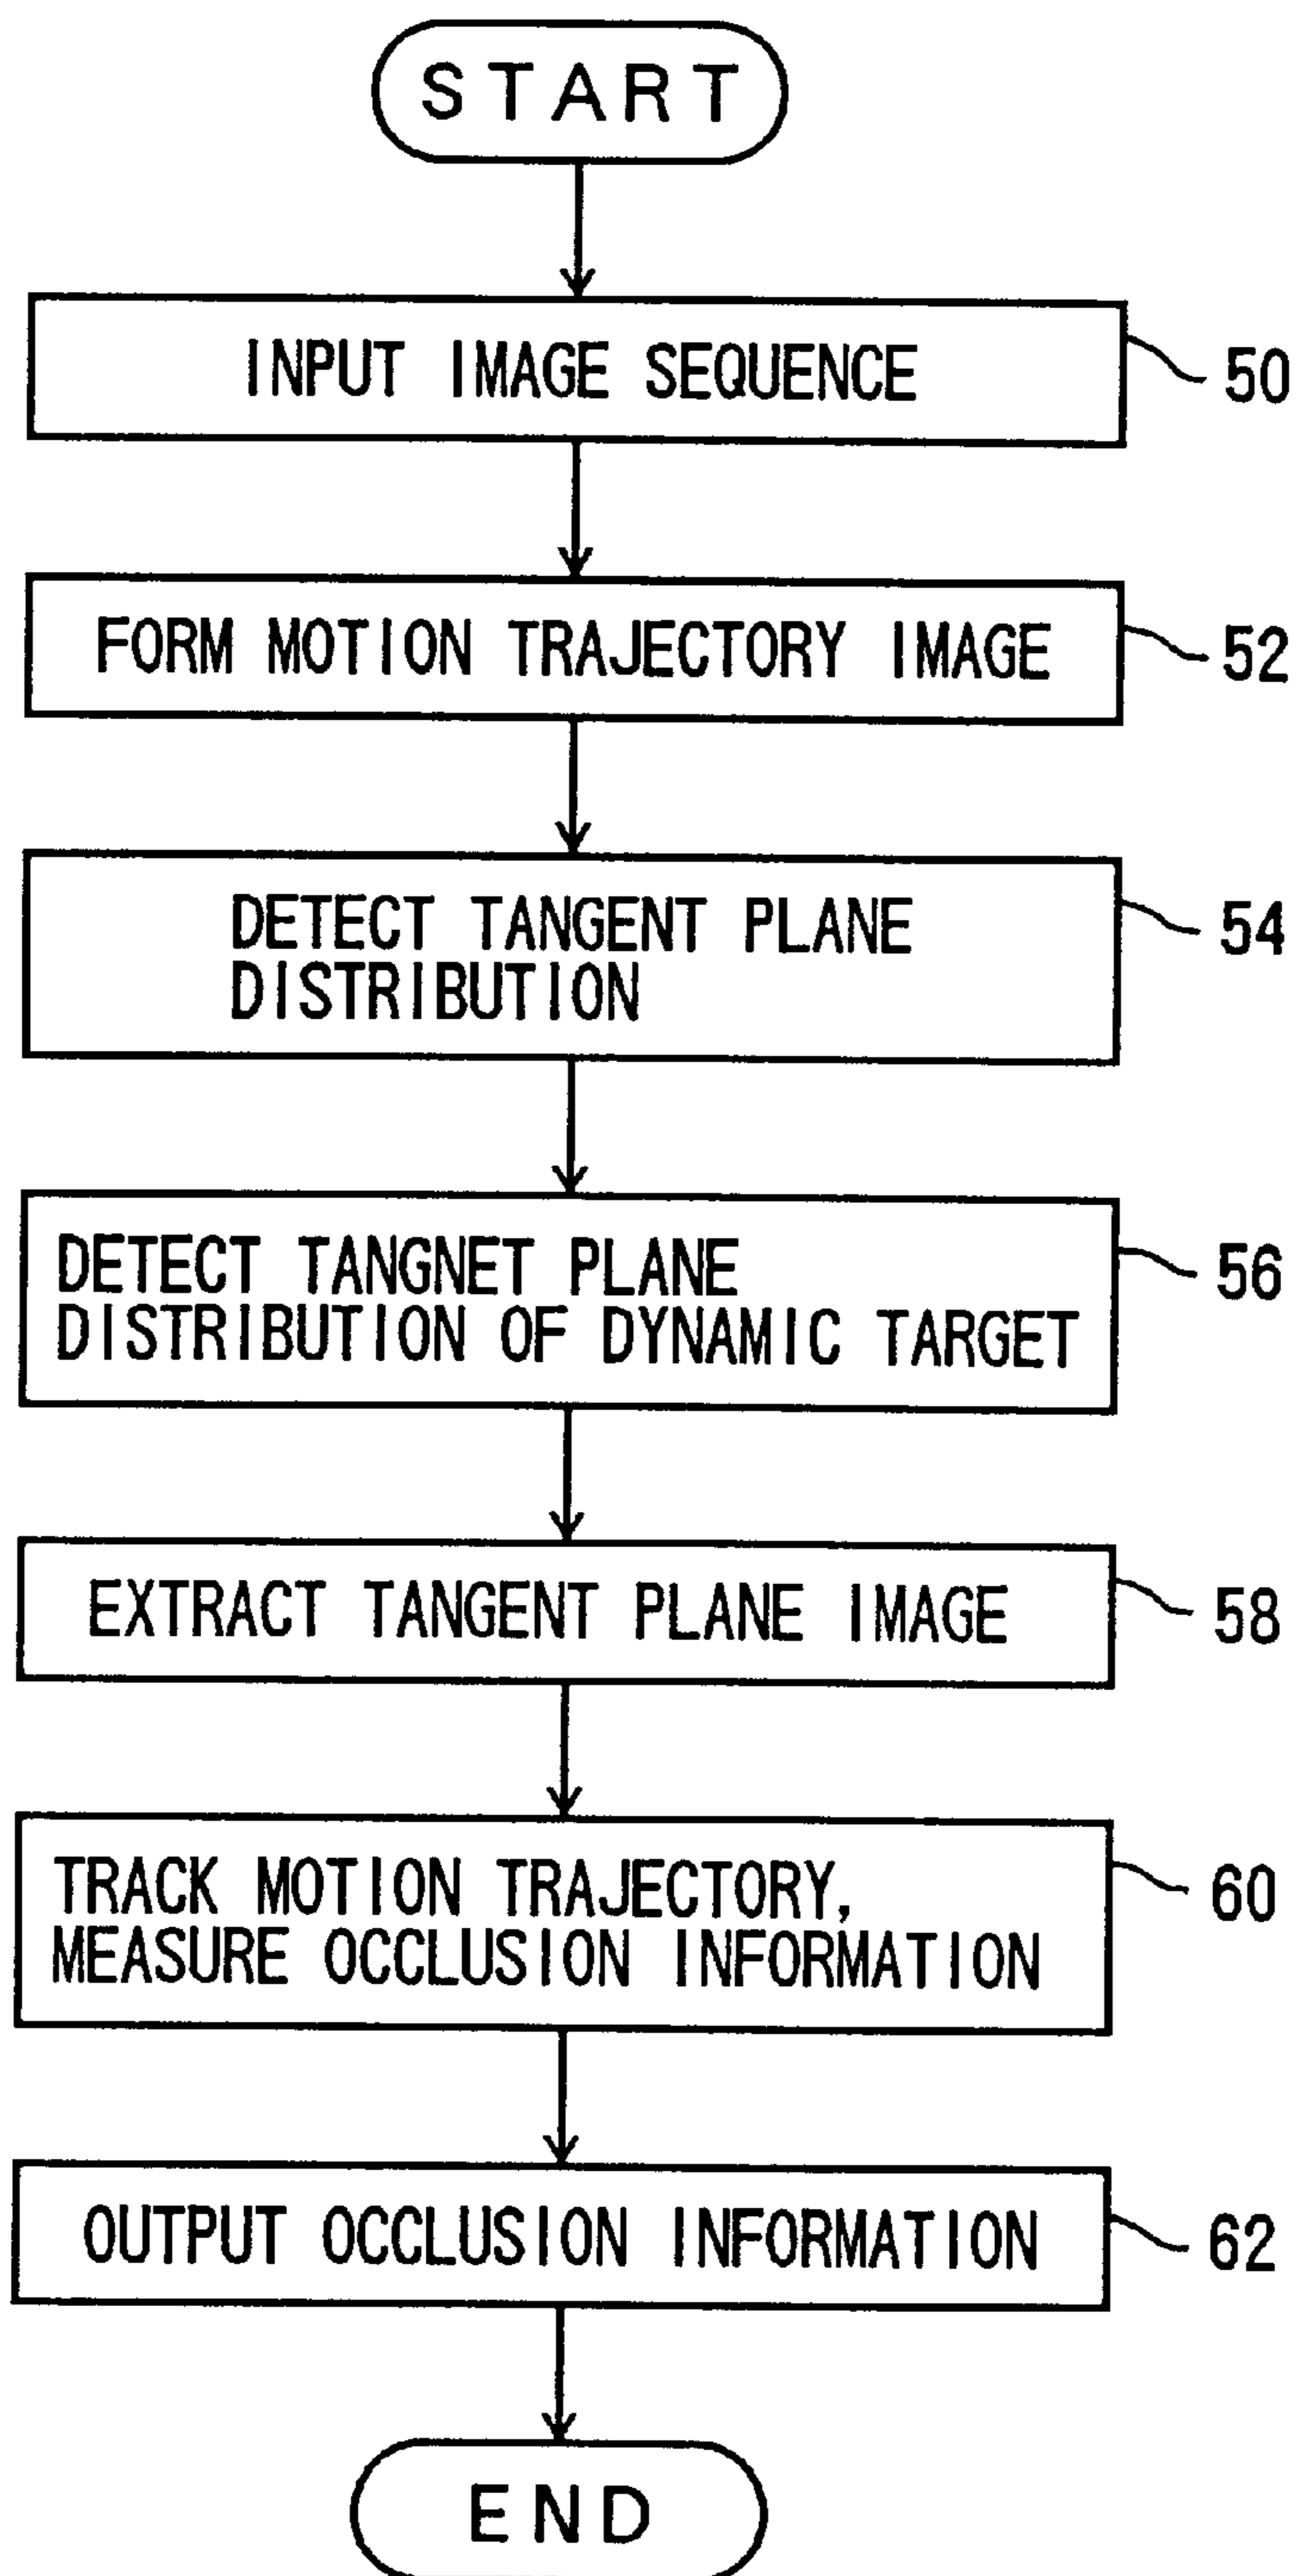 START
INPUT IMAGE SEQUENCE
50
FORM MOTION TRAJECTORY IMAGE
52
DETECT TANGENT PLANE
DISTRIBUTION
54
DETECT TANGNET PLANE
DISTRIBUTION OF DYNAMIC TARGET
56
EXTRACT TANGENT PLANE IMAGE
58
TRACK MOTION TRAJECTORY,
MEASURE OCCLUSION INFORMATION
60
OUTPUT OCCLUSION INFORMATION
62
END